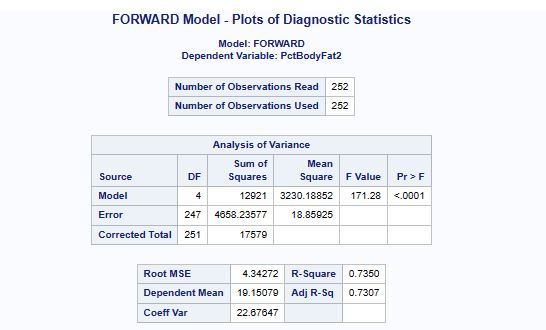 FORWARD Model - Plots of Diagnostic Statistics
Model: FORWARD
Dependent Variable: PctBodyFat2
Number of Observations Read 252
Number of Observations Used 252
Analysis of Variance
Source DF Sum of Squares Mean Square F Value Pr > F
Model 4 12921 3230.18852 171.28 <.0001
Error 247 4658.23577 18.85925
Corrected Total 251 17579
Root MSE 4.34272 R-Square 0.7350
Dependent Mean 19.15079 Adj R-Sq 0.7307
Coeff Var 22.67647